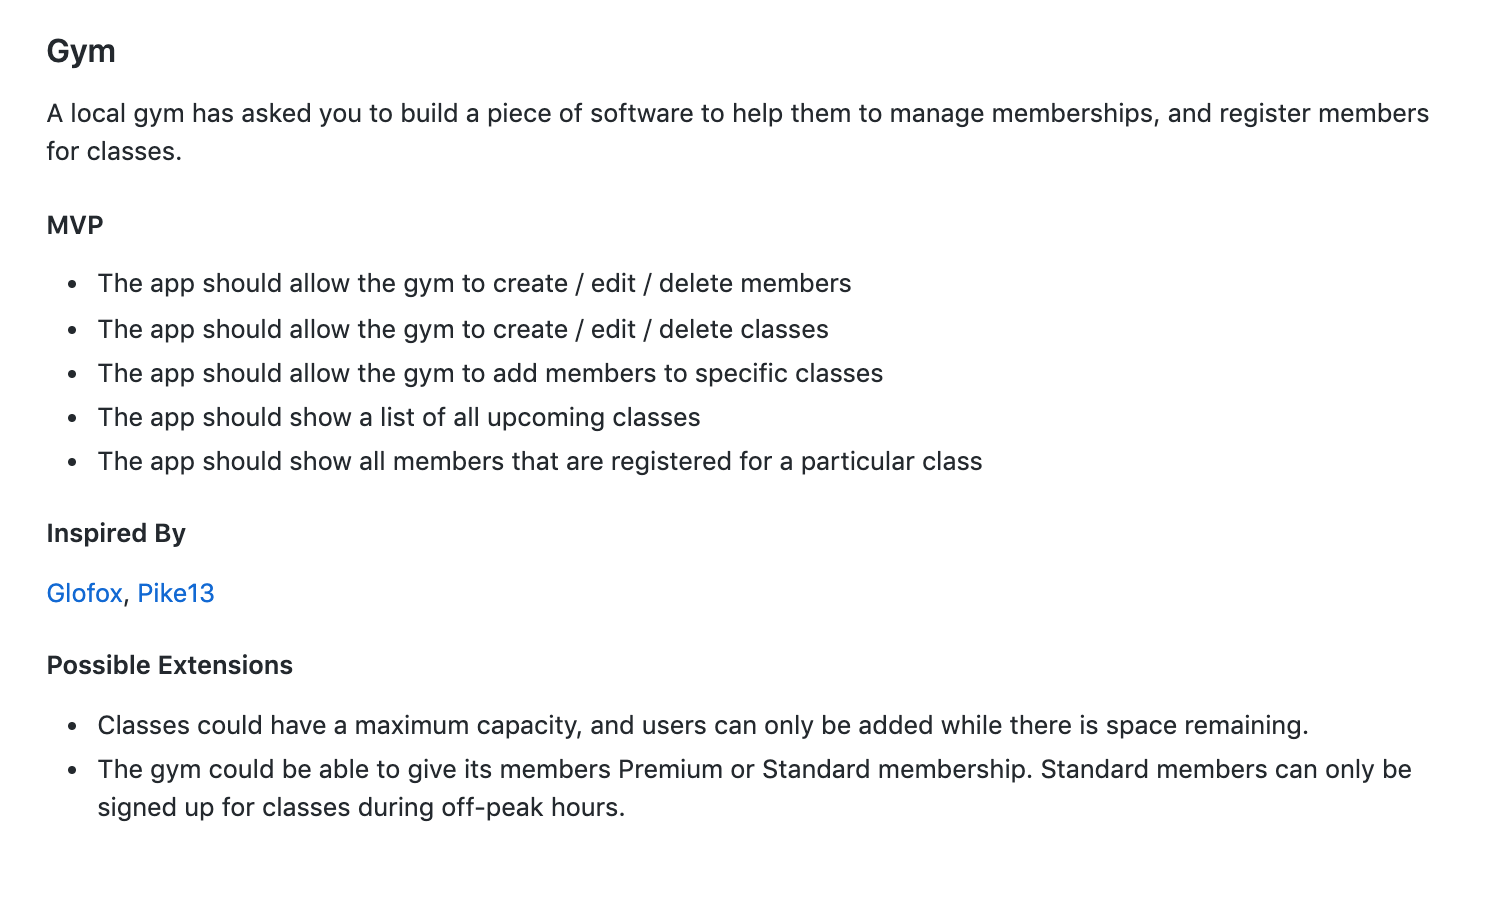 Gym
A local gym has asked you to build a piece of software to help them to manage memberships, and register members
for classes.
MVP
• The app should allow the gym to create / edit / delete members
• The app should allow the gym to create / edit / delete classes
• The app should allow the gym to add members to specific classes
• The app should show a list of all upcoming classes
• The app should show all members that are registered for a particular class
Inspired By
Glofox, Pike13
Possible Extensions
• Classes could have a maximum capacity, and users can only be added while there is space remaining.
• The gym could be able to give its members Premium or Standard membership. Standard members can only be
signed up for classes during off-peak hours.